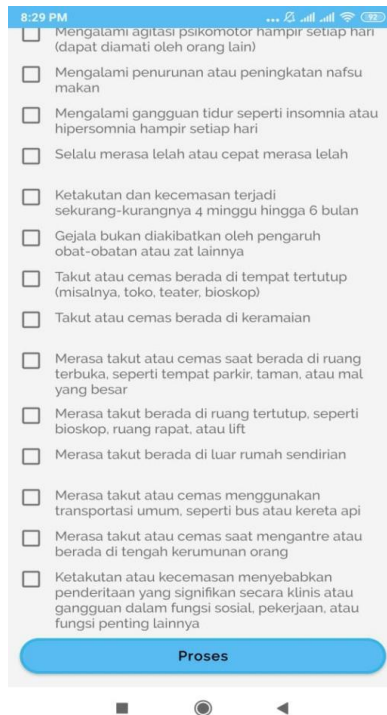 8:29 PM ... 92
Mengalami agitasi psikomotor hampir setiap hari
(dapat diamati oleh orang lain)
Mengalami penurunan atau peningkatan nafsu
makan
Mengalami gangguan tidur seperti insomnia atau
hipersomnia hampir setiap hari
Selalu merasa lelah atau cepat merasa lelah
Ketakutan dan kecemasan terjadi
sekurang-kurangnya 4 minggu hingga 6 bulan
Gejala bukan diakibatkan oleh pengaruh
obat-obatan atau zat lainnya
Takut atau cemas berada di tempat tertutup
(misalnya, toko, teater, bioskop)
Takut atau cemas berada di keramaian
Merasa takut atau cemas saat berada di ruang
terbuka, seperti tempat parkir, taman, atau mal
yang besar
Merasa takut berada di ruang tertutup, seperti
bioskop, ruang rapat, atau lift
Merasa takut berada di luar rumah sendirian
Merasa takut atau cemas menggunakan
transportasi umum, seperti bus atau kereta api
Merasa takut atau cemas saat mengantre atau
berada di tengah kerumunan orang
Ketakutan atau kecemasan menyebabkan
penderitaan yang signifikan secara klinis atau
gangguan dalam fungsi sosial, pekerjaan, atau
fungsi penting lainnya
Proses